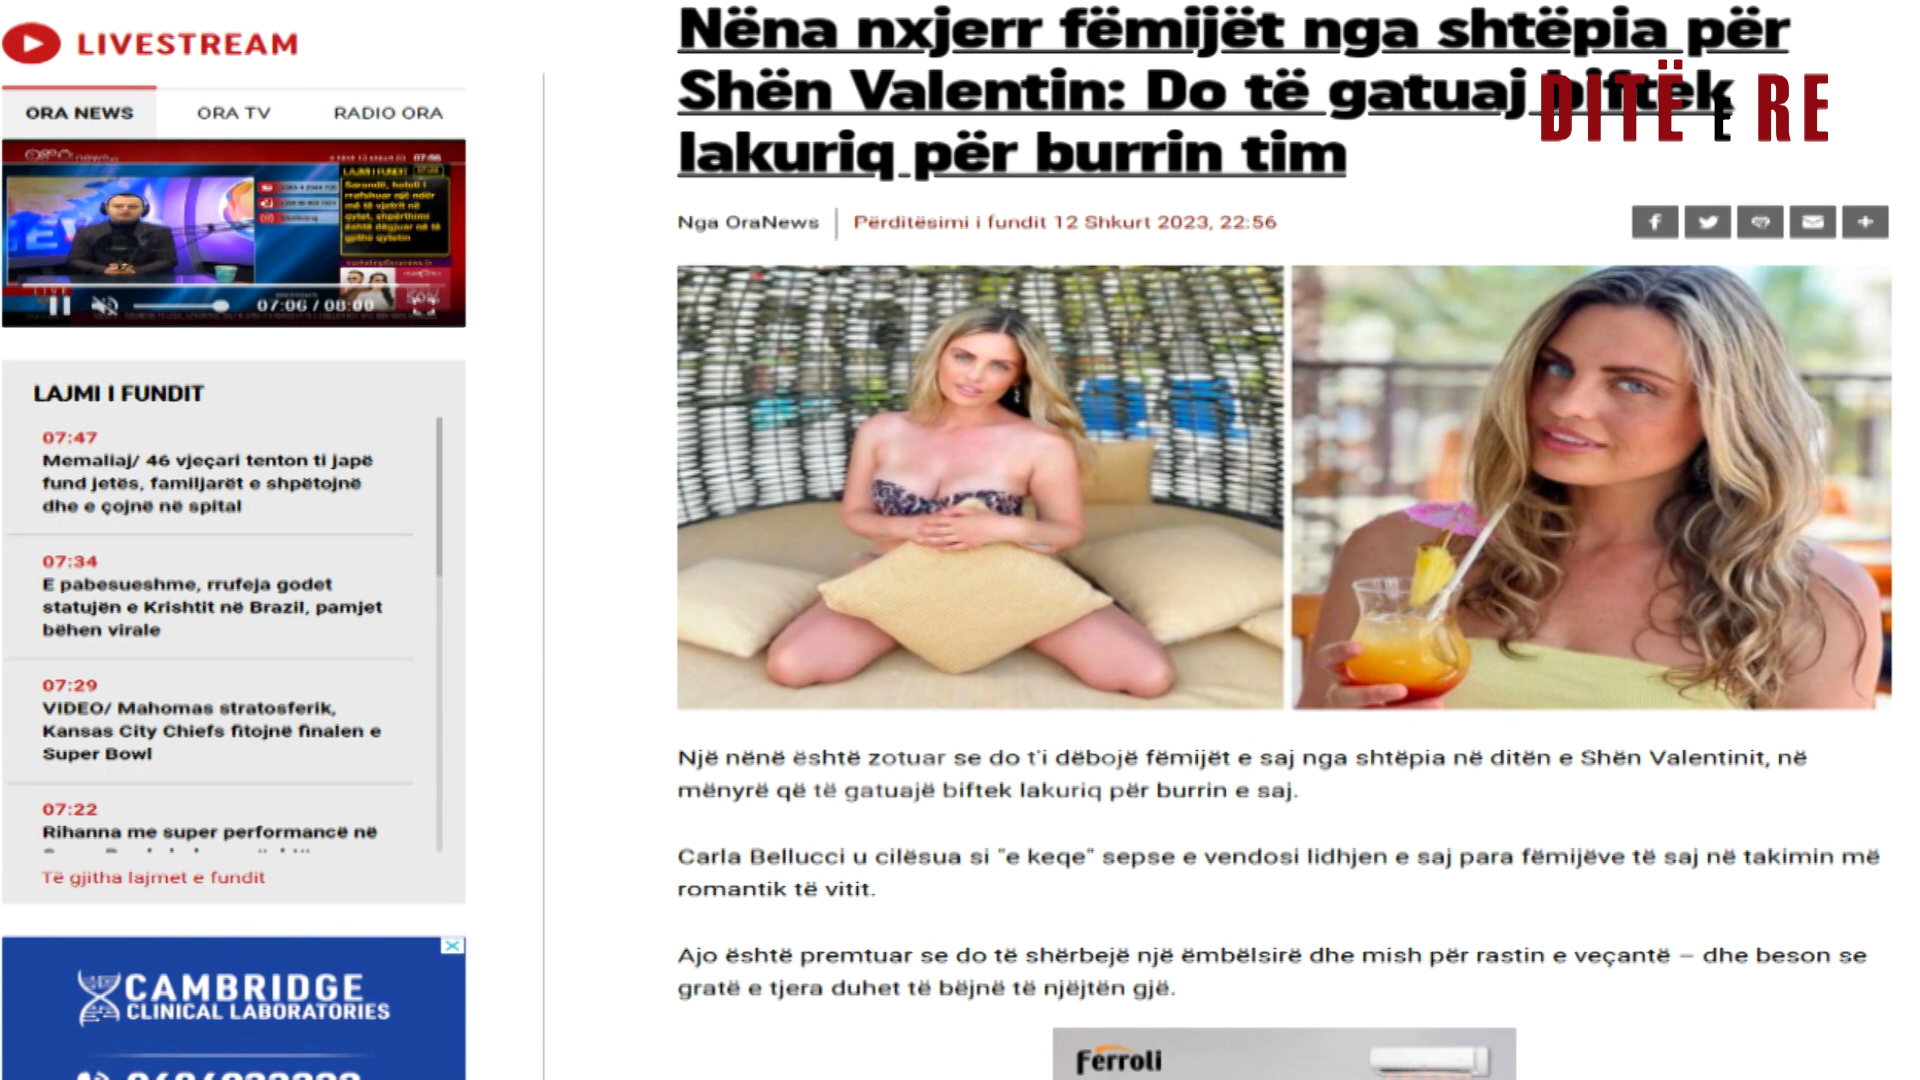 LIVESTREAM
ORA NEWS
ORA TV
RADIO ORA
07:06 / 08:00
LAJMI I FUNDIT
07:47
Memaliaj/ 46 vjeçari tenton ti japë
fund jetës, familjarët e shpëtojnë
dhe e çojnë në spital
07:34
E pabesueshme, rrufeja godet
statujën e Krishtit në Brazil, pamjet
bëhen virale
07:29
VIDEO/ Mahomas stratosferik,
Kansas City Chiefs fitojnë finalen e
Super Bowl
07:22
Rihanna me super performancë në
Të gjitha lajmet e fundit
CAMBRIDGE
CLINICAL LABORATORIES
Nëna nxjerr fëmijët nga shtëpia për
Shën Valentin: Do të gatuaj biftek
lakuriq për burrin tim
DITË E RE
Nga OraNews
Përditësimi i fundit 12 Shkurt 2023, 22:56
Një nënë është zotuar se do t'i dëbojë fëmijët e saj nga shtëpia në ditën e Shën Valentinit, në
mënyrë që të gatuajë biftek lakuriq për burrin e saj.
Carla Bellucci u cilësua si "e keqe" sepse e vendosi lidhjen e saj para fëmijëve të saj në takimin më
romantik të vitit.
Ajo është premtuar se do të shërbejë një ëmbëlsirë dhe mish për rastin e veçantë – dhe beson se
gratë e tjera duhet të bëjnë të njëjtën gjë.
Ferroli